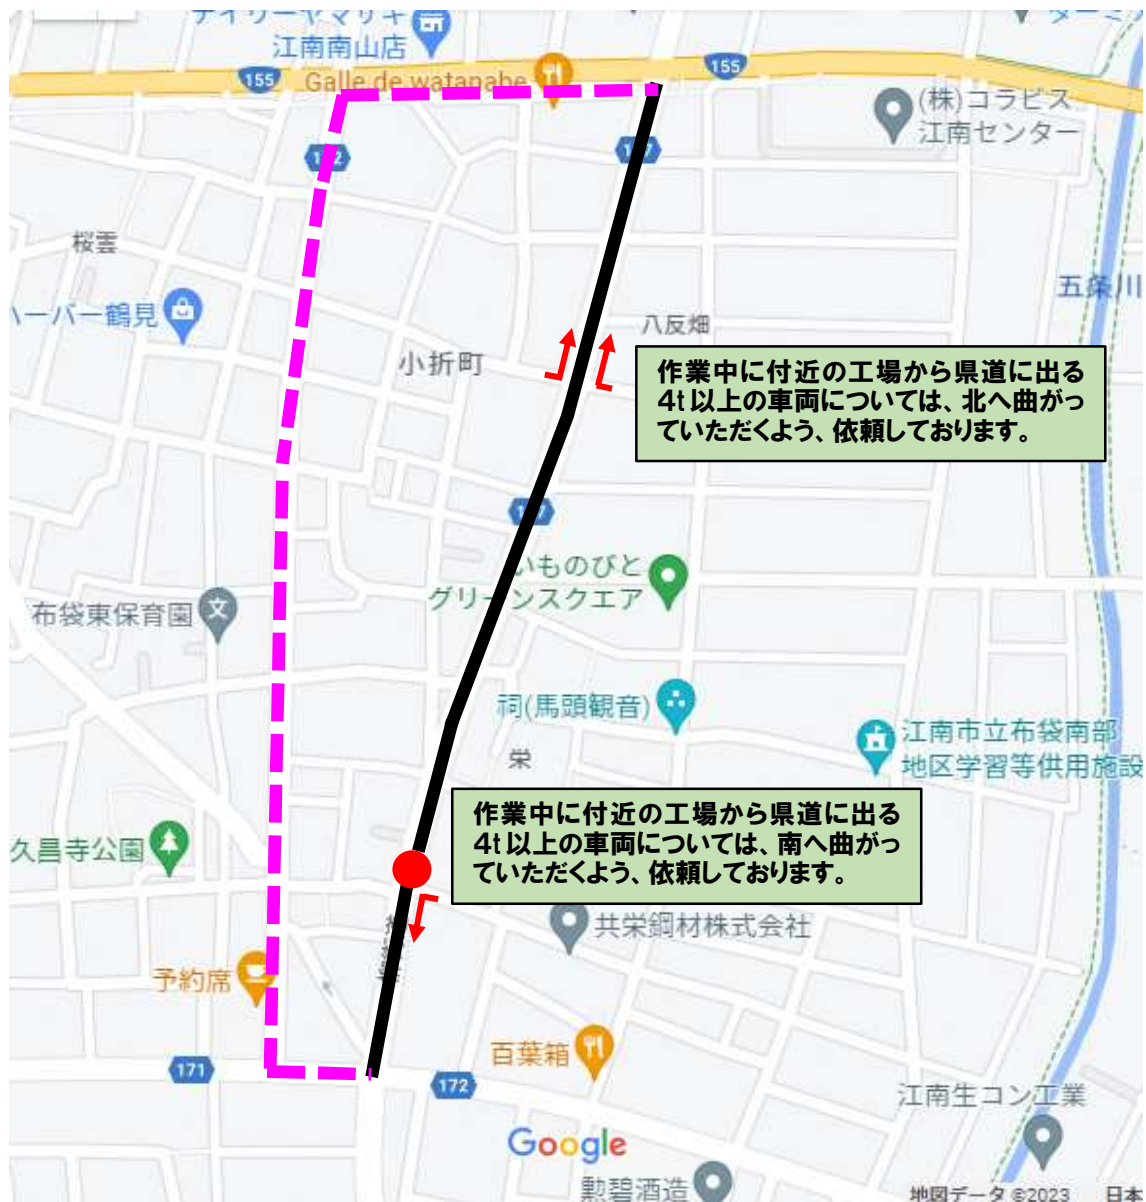 デイリーヤマザキ
江南南山店
155
Galle de watanabe
155
(株)コラビス
江南センター
桜雲
五条川
ハーバー鶴見
八反畑
小折町
作業中に付近の工場から県道に出る
4t以上の車両については、北へ曲がっ
ていただくよう、依頼しております。
いものびと
グリーンスクエア
布袋東保育園
祠(馬頭観音)
江南市立布袋南部
地区学習等供用施設
栄
作業中に付近の工場から県道に出る
4t以上の車両については、南へ曲がっ
ていただくよう、依頼しております。
久昌寺公園
共栄鋼材株式会社
予約席
百葉箱
171
172
江南生コン工業
Google
勲碧酒造
地図データ ©2023
日本